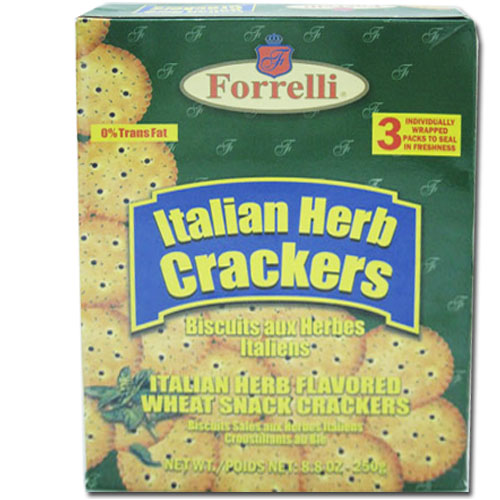 Forrelli
0% Trans Fat
3
INDIVIDUALLY
WRAPPED
PACKS TO SEAL
IN FRESHNESS
Italian Herb
Crackers
Biscuits aux Herbes
Italiens
ITALIAN HERB FLAVORED
WHEAT SNACK CRACKERS
Biscuits Sales aux Herbes Italiens
Croustillants au Ble
NET WT./POIDS NET: 8.8 OZ 250g